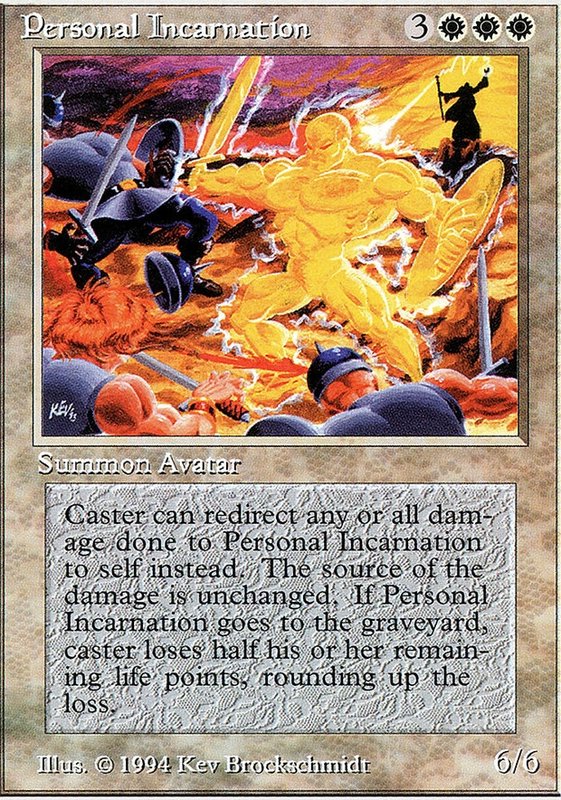 Personal Incarnation 3
KEV 93
Summon Avatar
Caster can redirect any or all dam-
age done to Personal Incarnation
to self instead. The source of the
damage is unchanged. If Personal
Incarnation goes to the graveyard,
caster loses half his or her remain-
ing life points, rounding up the
loss.
Illus. © 1994 Kev Brockschmidt 6/6